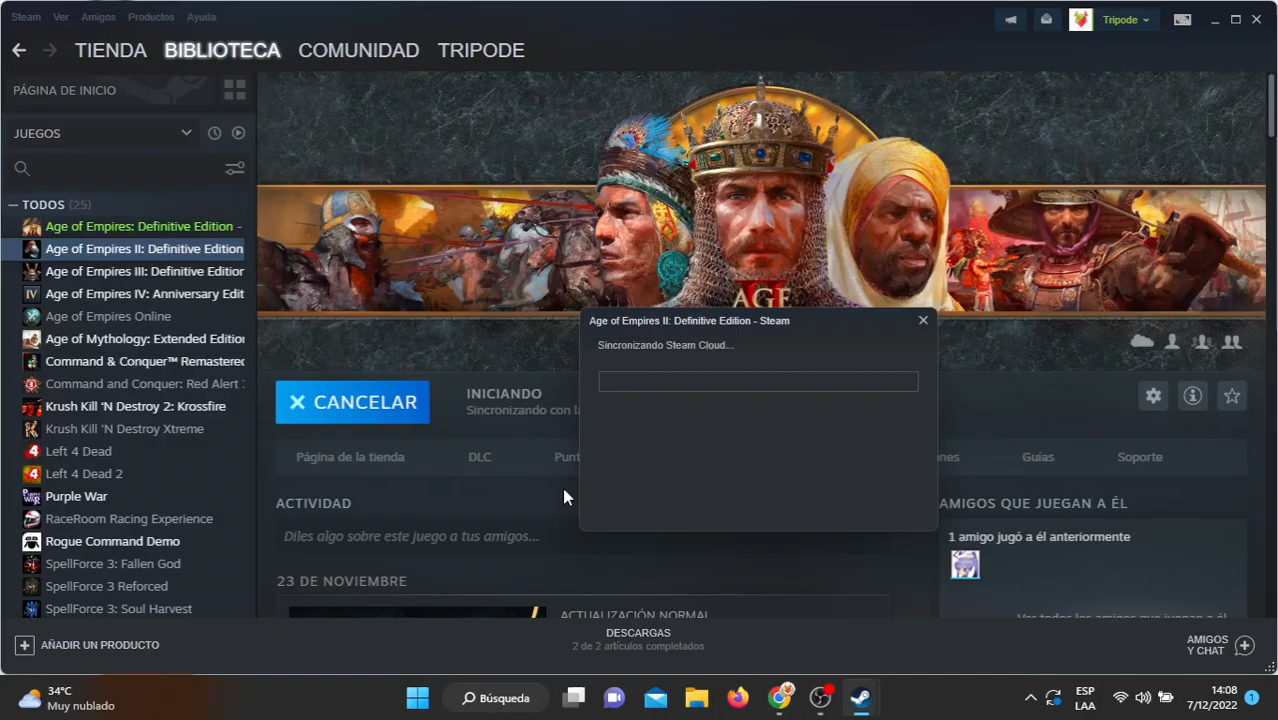 Steam Ver Amigos Productos Ayuda
Tripode
TIENDA BIBLIOTECA COMUNIDAD TRIPODE
PÁGINA DE INICIO
JUEGOS
TODOS (25)
Age of Empires: Definitive Edition -
Age of Empires II: Definitive Edition
Age of Empires III: Definitive Edition
Age of Empires IV: Anniversary Edit
Age of Empires Online
Age of Mythology: Extended Edition
Command & Conquer™ Remastered
Command and Conquer: Red Alert 3
Krush Kill 'N Destroy 2: Krossfire
Krush Kill 'N Destroy Xtreme
Left 4 Dead
Left 4 Dead 2
Purple War
RaceRoom Racing Experience
Rogue Command Demo
SpellForce 3: Fallen God
SpellForce 3 Reforced
SpellForce 3: Soul Harvest
AGE
Age of Empires II: Definitive Edition - Steam
Sincronizando Steam Cloud...
CANCELAR
INICIANDO
Sincronizando con la
Página de la tienda DLC Punt Guías Soporte
ACTIVIDAD
Diles algo sobre este juego a tus amigos...
23 DE NOVIEMBRE
ACTUALIZACIÓN NORMAL
AMIGOS QUE JUEGAN A ÉL
1 amigo jugó a él anteriormente
Ver todos los amigos que juegan a él
AÑADIR UN PRODUCTO
DESCARGAS
2 de 2 artículos completados
AMIGOS
Y CHAT
34°C
Muy nublado
Búsqueda
ESP
LAA
14:08
7/12/2022
1